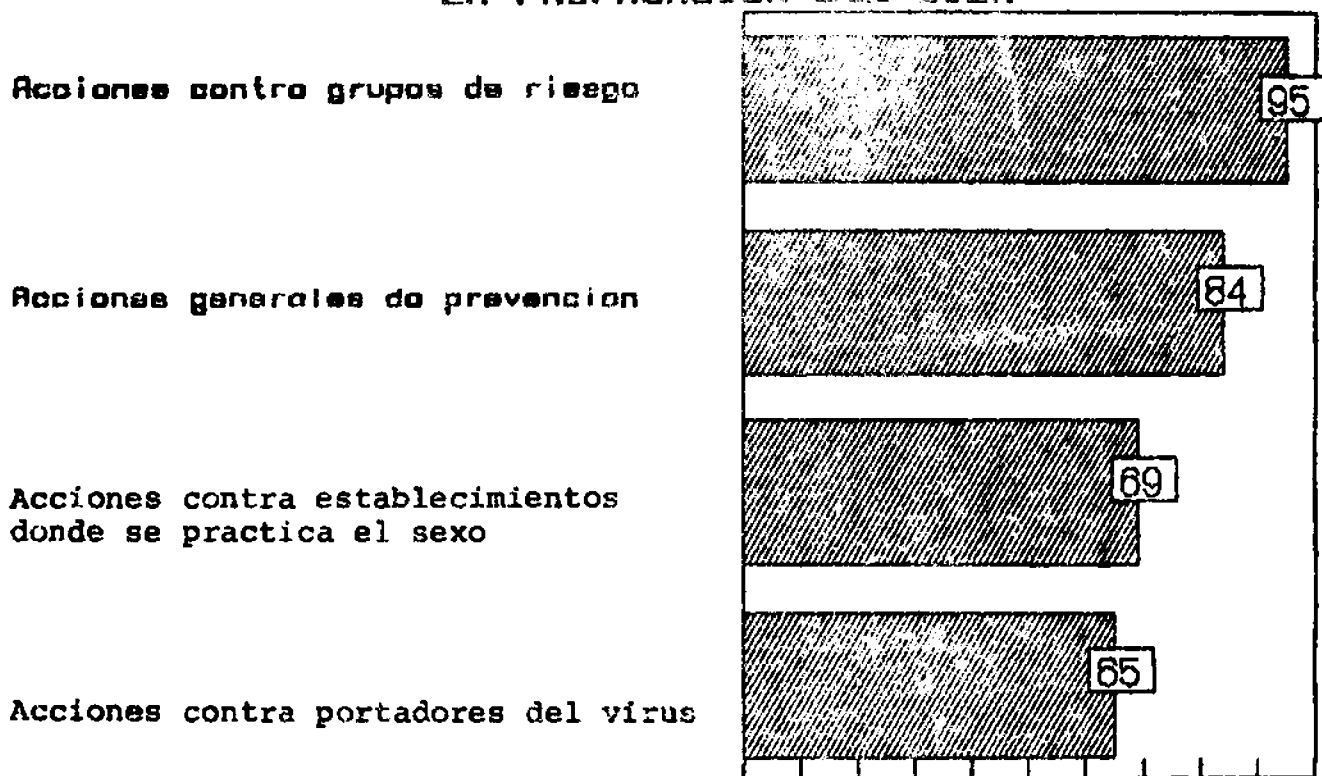 Acciones contra grupos de riesgo
95
Acciones generales de prevencion
84
69
Acciones contra establecimientos
donde se practica el sexo
65
Acciones contra portadores del virus